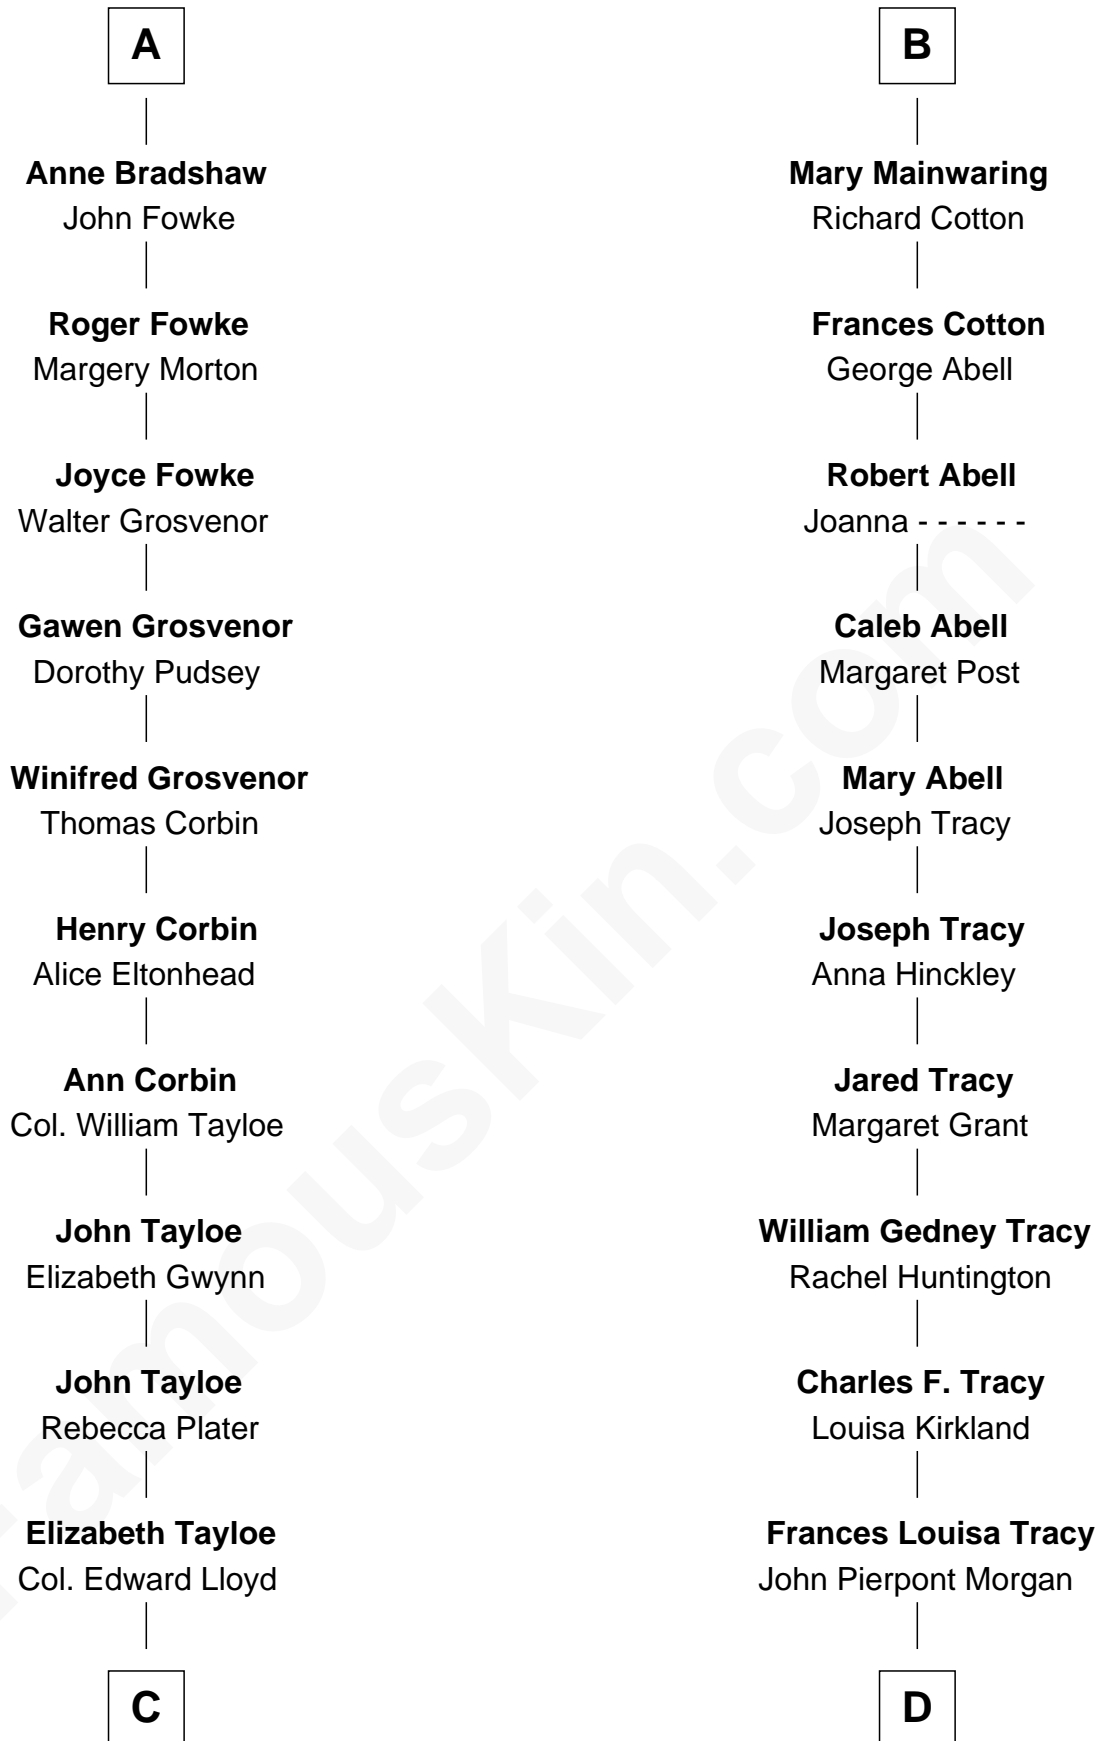 A
Anne Bradshaw
John Fowke
Roger Fowke
Margery Morton
Joyce Fowke
Walter Grosvenor
Gawen Grosvenor
Dorothy Pudsey
Winifred Grosvenor
Thomas Corbin
Henry Corbin
Alice Eltonhead
Ann Corbin
Col. William Tayloe
John Tayloe
Elizabeth Gwynn
John Tayloe
Rebecca Plater
Elizabeth Tayloe
Col. Edward Lloyd
C
B
Mary Mainwaring
Richard Cotton
Frances Cotton
George Abell
Robert Abell
Joanna - - - - - -
Caleb Abell
Margaret Post
Mary Abell
Joseph Tracy
Joseph Tracy
Anna Hinckley
Jared Tracy
Margaret Grant
William Gedney Tracy
Rachel Huntington
Charles F. Tracy
Louisa Kirkland
Frances Louisa Tracy
John Pierpont Morgan
D
FamousKin.com